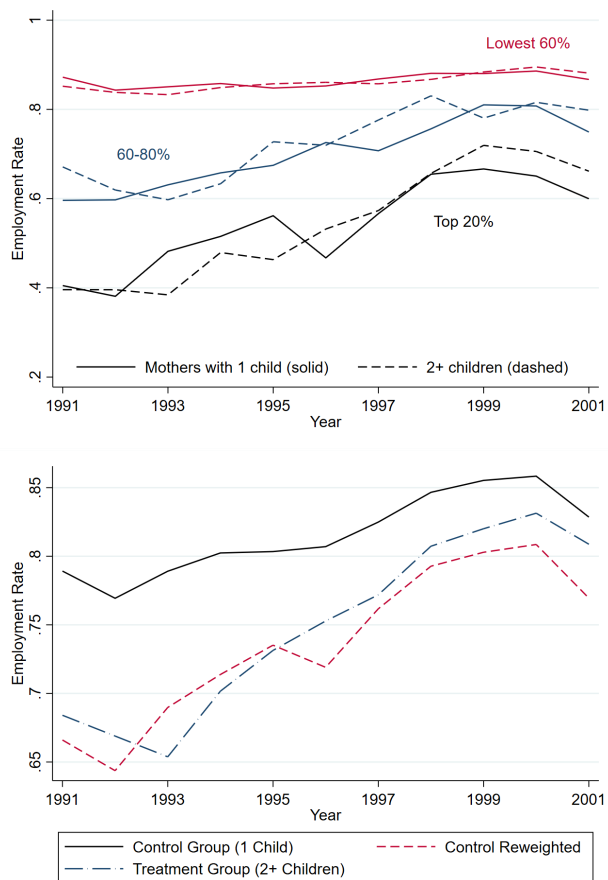 1
Lowest 60%
.8
60-80%
.6
Top 20%
.4
.2
Employment Rate
Mothers with 1 child (solid) 2+ children (dashed)
1991 1993 1995 1997 1999 2001
Year
.85
.8
.75
.7
.65
Employment Rate
1991 1993 1995 1997 1999 2001
Year
Control Group (1 Child) Control Reweighted
Treatment Group (2+ Children)